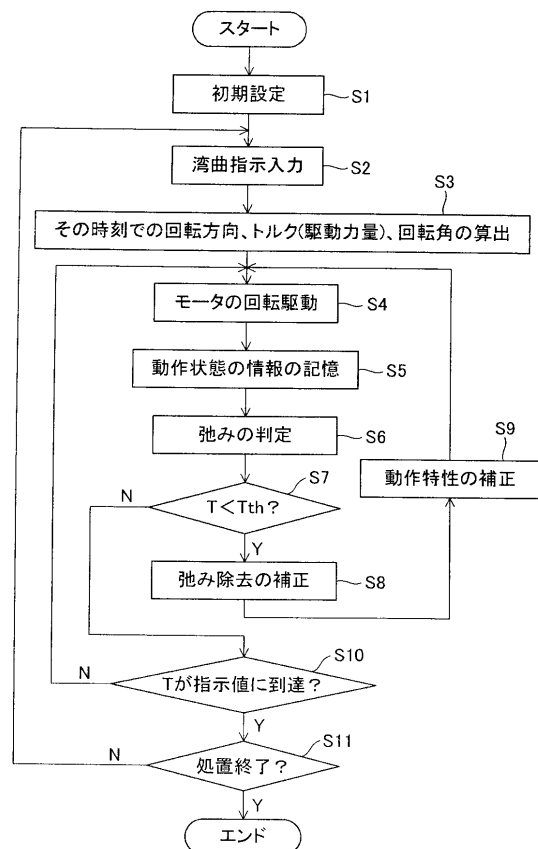 スタート
初期設定
S1
湾曲指示入力
S2
S3
その時刻での回転方向、トルク(駆動力量)、回転角の算出
モータの回転駆動
S4
動作状態の情報の記憶
S5
弛みの判定
S6
S9
動作特性の補正
S7
N
T<Tth?
Y
弛み除去の補正
S8
S10
N
Tが指示値に到達?
Y
S11
N
処置終了?
Y
エンド